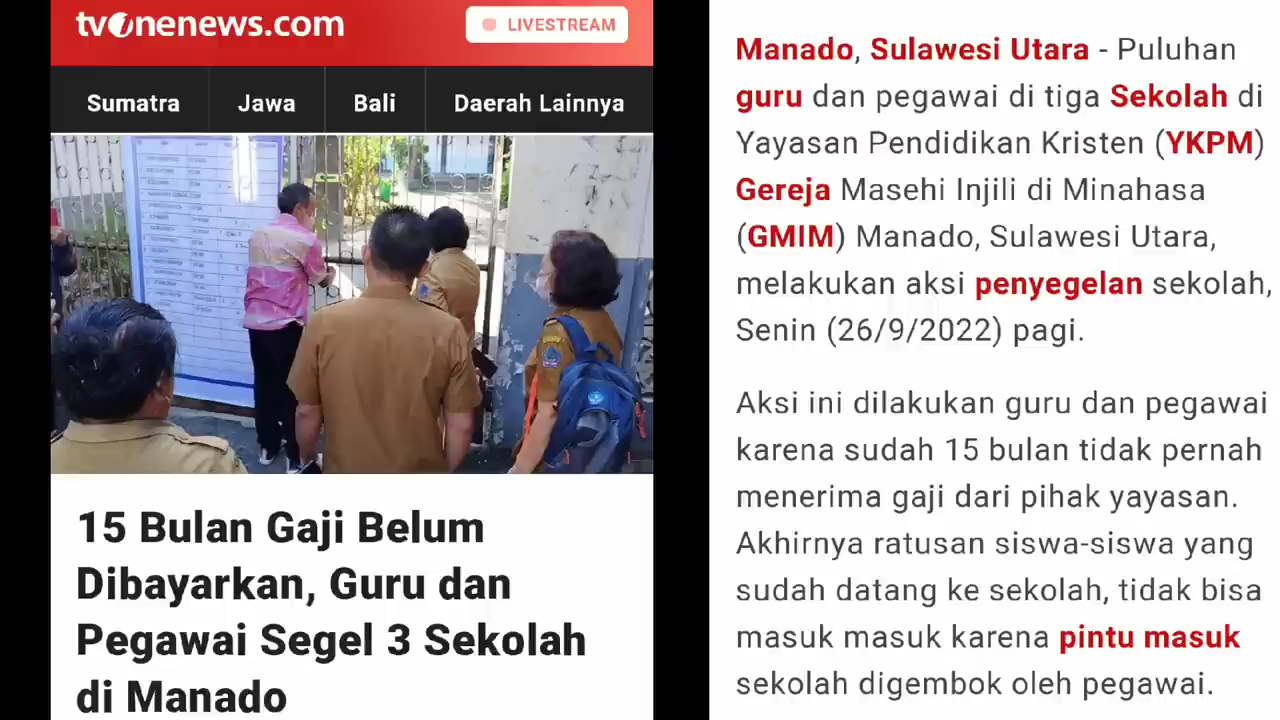 tvonenews.com
LIVESTREAM
Sumatra
Jawa
Bali
Daerah Lainnya
15 Bulan Gaji Belum
Dibayarkan, Guru dan
Pegawai Segel 3 Sekolah
di Manado
Manado, Sulawesi Utara - Puluhan
guru dan pegawai di tiga Sekolah di
Yayasan Pendidikan Kristen (YKPM)
Gereja Masehi Injili di Minahasa
(GMIM) Manado, Sulawesi Utara,
melakukan aksi penyegelan sekolah,
Senin (26/9/2022) pagi.
Aksi ini dilakukan guru dan pegawai
karena sudah 15 bulan tidak pernah
menerima gaji dari pihak yayasan.
Akhirnya ratusan siswa-siswa yang
sudah datang ke sekolah, tidak bisa
masuk masuk karena pintu masuk
sekolah digembok oleh pegawai.